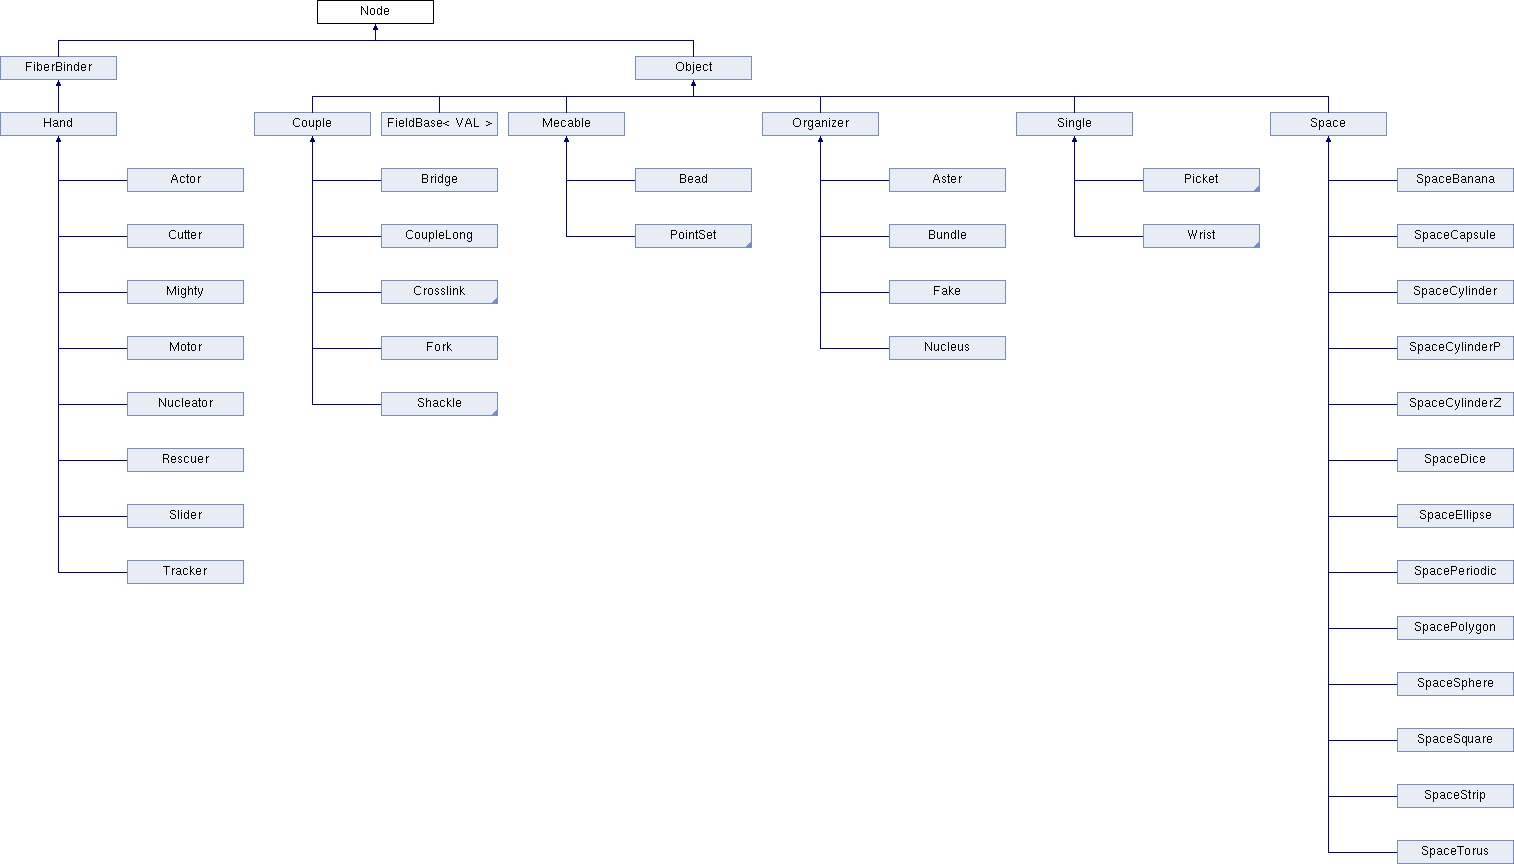 Node
FiberBinder
Object
Hand
Couple
FieldBase< VAL >
Mecable
Organizer
Single
Space
Actor
Bridge
Bead
Aster
Picket
SpaceBanana
Cutter
CoupleLong
PointSet
Bundle
Wrist
SpaceCapsule
Mighty
Crosslink
Fake
SpaceCylinder
Motor
Fork
Nucleus
SpaceCylinderP
Nucleator
Shackle
SpaceCylinderZ
Rescuer
SpaceDice
Slider
SpaceEllipse
Tracker
SpacePeriodic
SpacePolygon
SpaceSphere
SpaceSquare
SpaceStrip
SpaceTorus